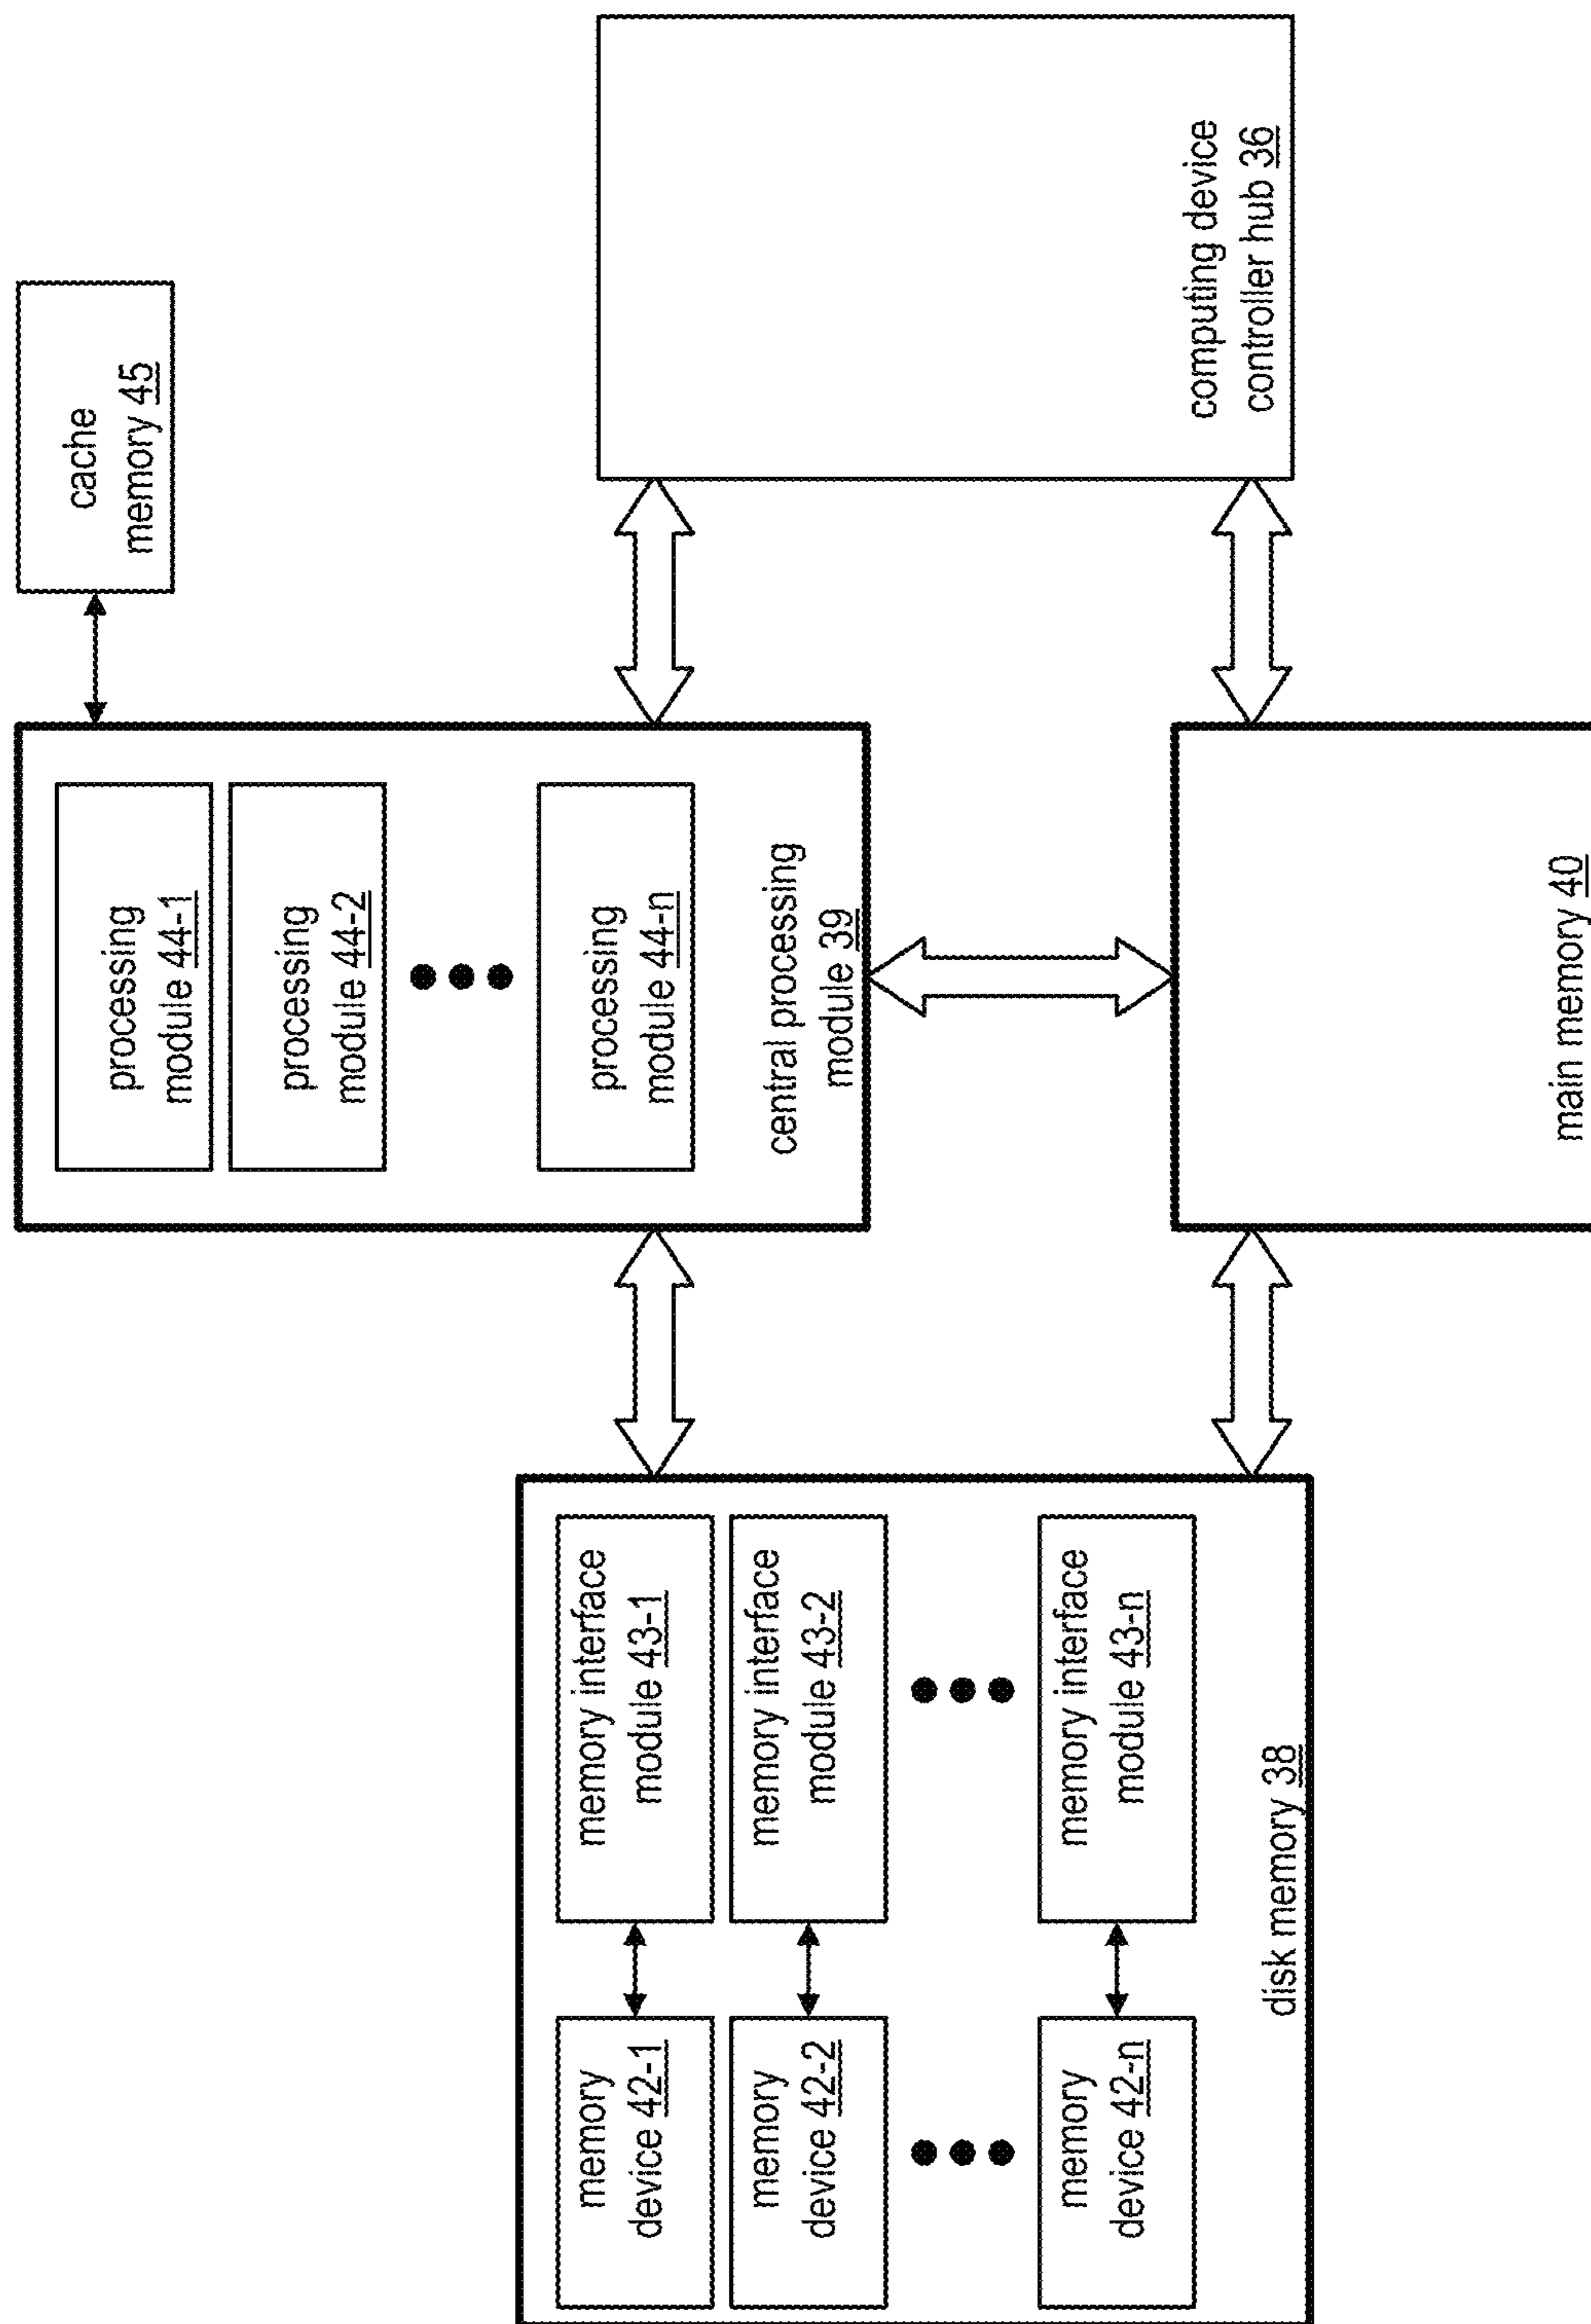 memory
device 42-1
memory interface
module 43-1
memory
device 42-2
memory interface
module 43-2
memory
device 42-n
memory interface
module 43-n
disk memory 38
processing
module 44-1
processing
module 44-2
processing
module 44-n
central processing
module 39
cache
memory 45
main memory 40
computing device
controller hub 36